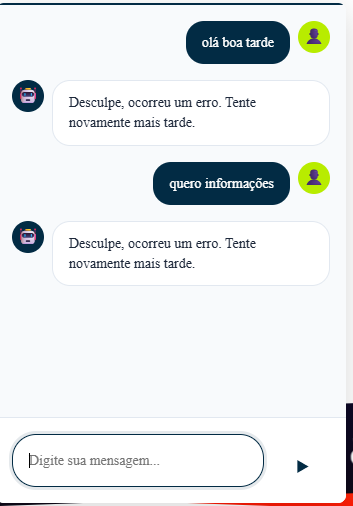 olá boa tarde
Desculpe, ocorreu um erro. Tente
novamente mais tarde.
quero informações
Desculpe, ocorreu um erro. Tente
novamente mais tarde.
Digite sua mensagem...